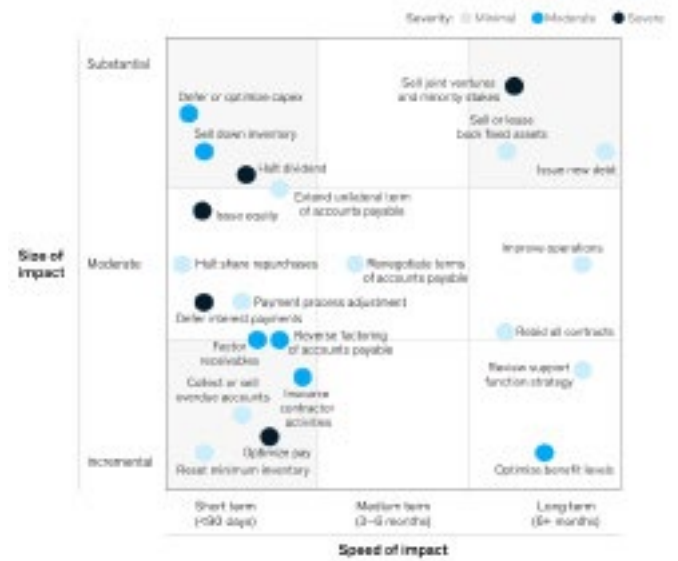 Severity: Minimal Moderate Severe
Substantial
Sell joint ventures
and minority stakes
Defer or optimize capex
Sell or lease
back fixed assets
Sell down inventory
Halt dividend
Issue new debt
Extend unilateral term
of accounts payable
Issue equity
Improve operations
Size of
impact
Moderate
Halt share repurchases
Renegotiate terms
of accounts payable
Payment process adjustment
Defer interest payments
Rebid all contracts
Factor
receivables
Reverse factoring
of accounts payable
Review support
function strategy
Collect or sell
overdue accounts
Insource
contractor
activities
Optimize pay
Incremental
Reset minimum inventory
Optimize benefit levels
Short term
(<90 days)
Medium term
(3–6 months)
Long term
(6+ months)
Speed of impact